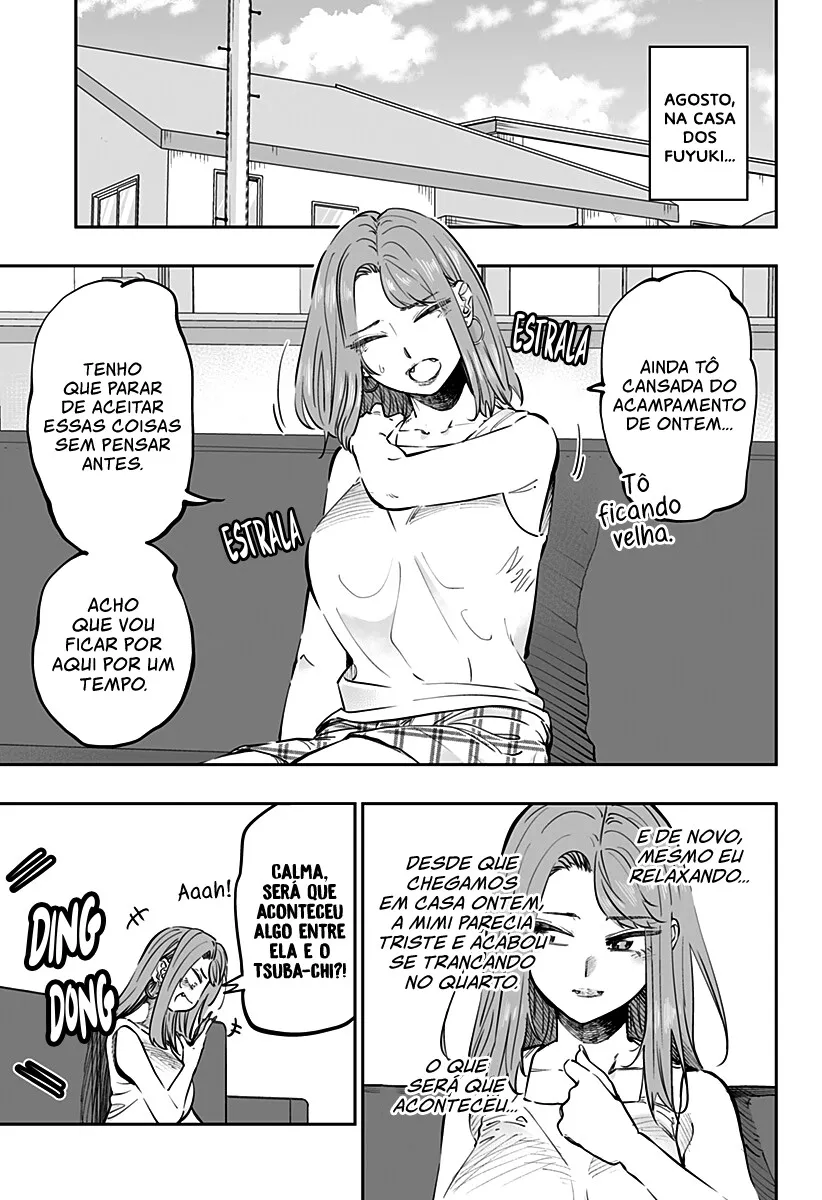 AGOSTO,
NA CASA
DOS
FUYUKI...
AINDA TÔ
CANSADA DO
ACAMPAMENTO
DE ONTEM...
Tô
ficando
velha.
ESTRALA
TENHO
QUE PARAR
DE ACEITAR
ESSAS COISAS
SEM PENSAR
ANTES.
ESTRALA
ACHO
QUE VOU
FICAR POR
AQUI POR UM
TEMPO.
E DE NOVO,
MESMO EU
RELAXANDO...
DESDE QUE
CHEGAMOS
EM CASA ONTEM,
A MIMI PARECIA
TRISTE E ACABOU
SE TRANCANDO
NO QUARTO.
O QUE
SERÁ QUE
ACONTECEU...
CALMA,
SERÁ QUE
ACONTECEU
ALGO ENTRE
ELA E O
TSUBA-CHI?!
Aaah!
DING
DONG